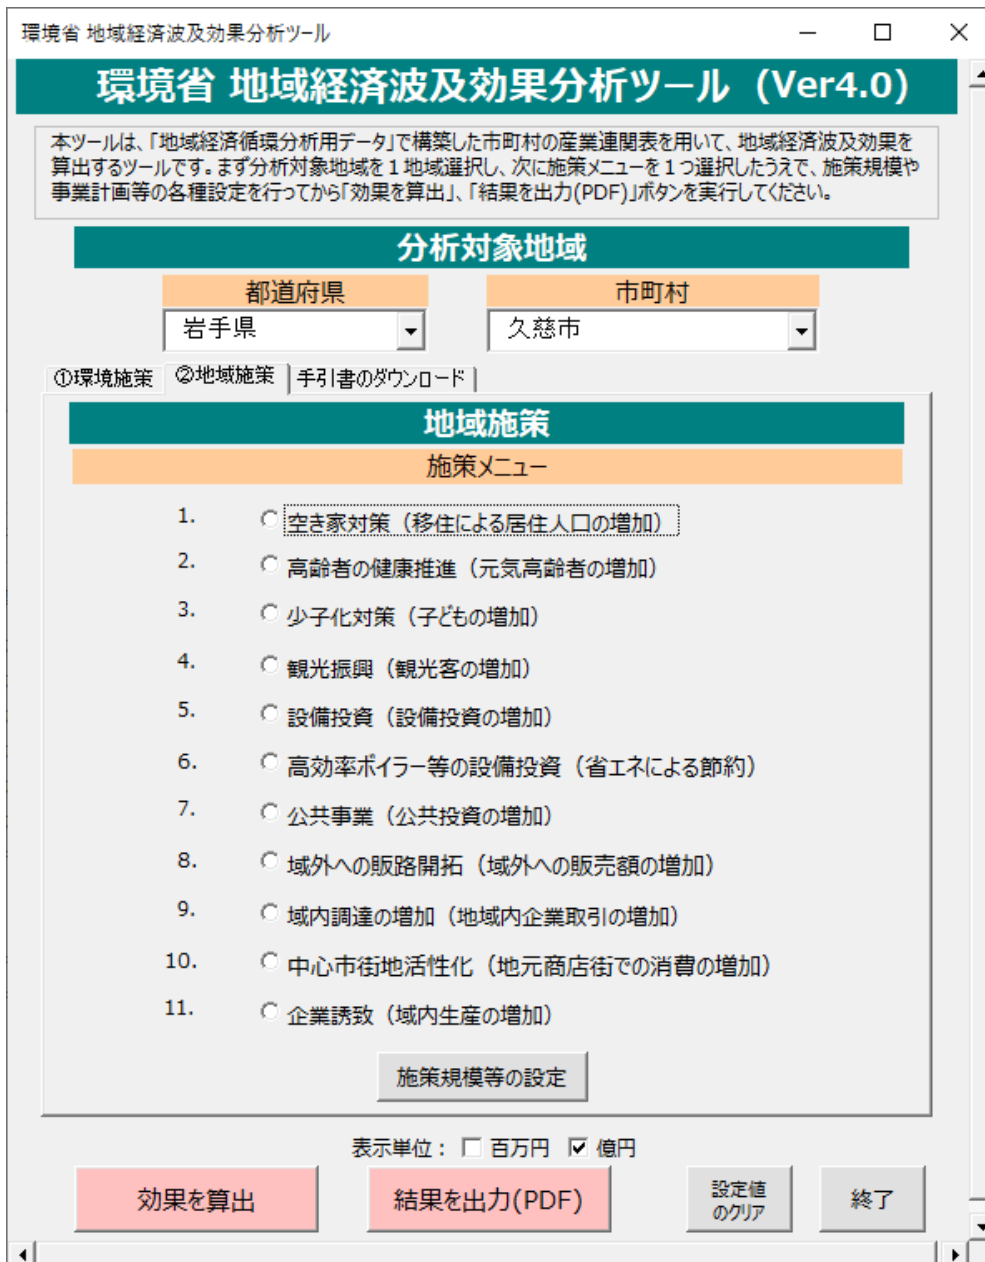 環境省 地域経済波及効果分析ツール
環境省 地域経済波及効果分析ツール (Ver4.0)
本ツールは、「地域経済循環分析用データ」で構築した市町村の産業連関表を用いて、地域経済波及効果を
算出するツールです。まず分析対象地域を１地域選択し、次に施策メニューを１つ選択したうえで、施策規模や
事業計画等の各種設定を行ってから「効果を算出」、「結果を出力(PDF)」ボタンを実行してください。
分析対象地域
都道府県 市町村
岩手県 久慈市
①環境施策 ②地域施策 手引書のダウンロード
地域施策
施策メニュー
1. 空き家対策（移住による居住人口の増加）
2. 高齢者の健康推進（元気高齢者の増加）
3. 少子化対策（子どもの増加）
4. 観光振興（観光客の増加）
5. 設備投資（設備投資の増加）
6. 高効率ボイラー等の設備投資（省エネによる節約）
7. 公共事業（公共投資の増加）
8. 域外への販路開拓（域外への販売額の増加）
9. 域内調達の増加（地域内企業取引の増加）
10. 中心市街地活性化（地元商店街での消費の増加）
11. 企業誘致（域内生産の増加）
施策規模等の設定
表示単位： 百万円 億円
効果を算出 結果を出力(PDF) 設定値 終了
のクリア